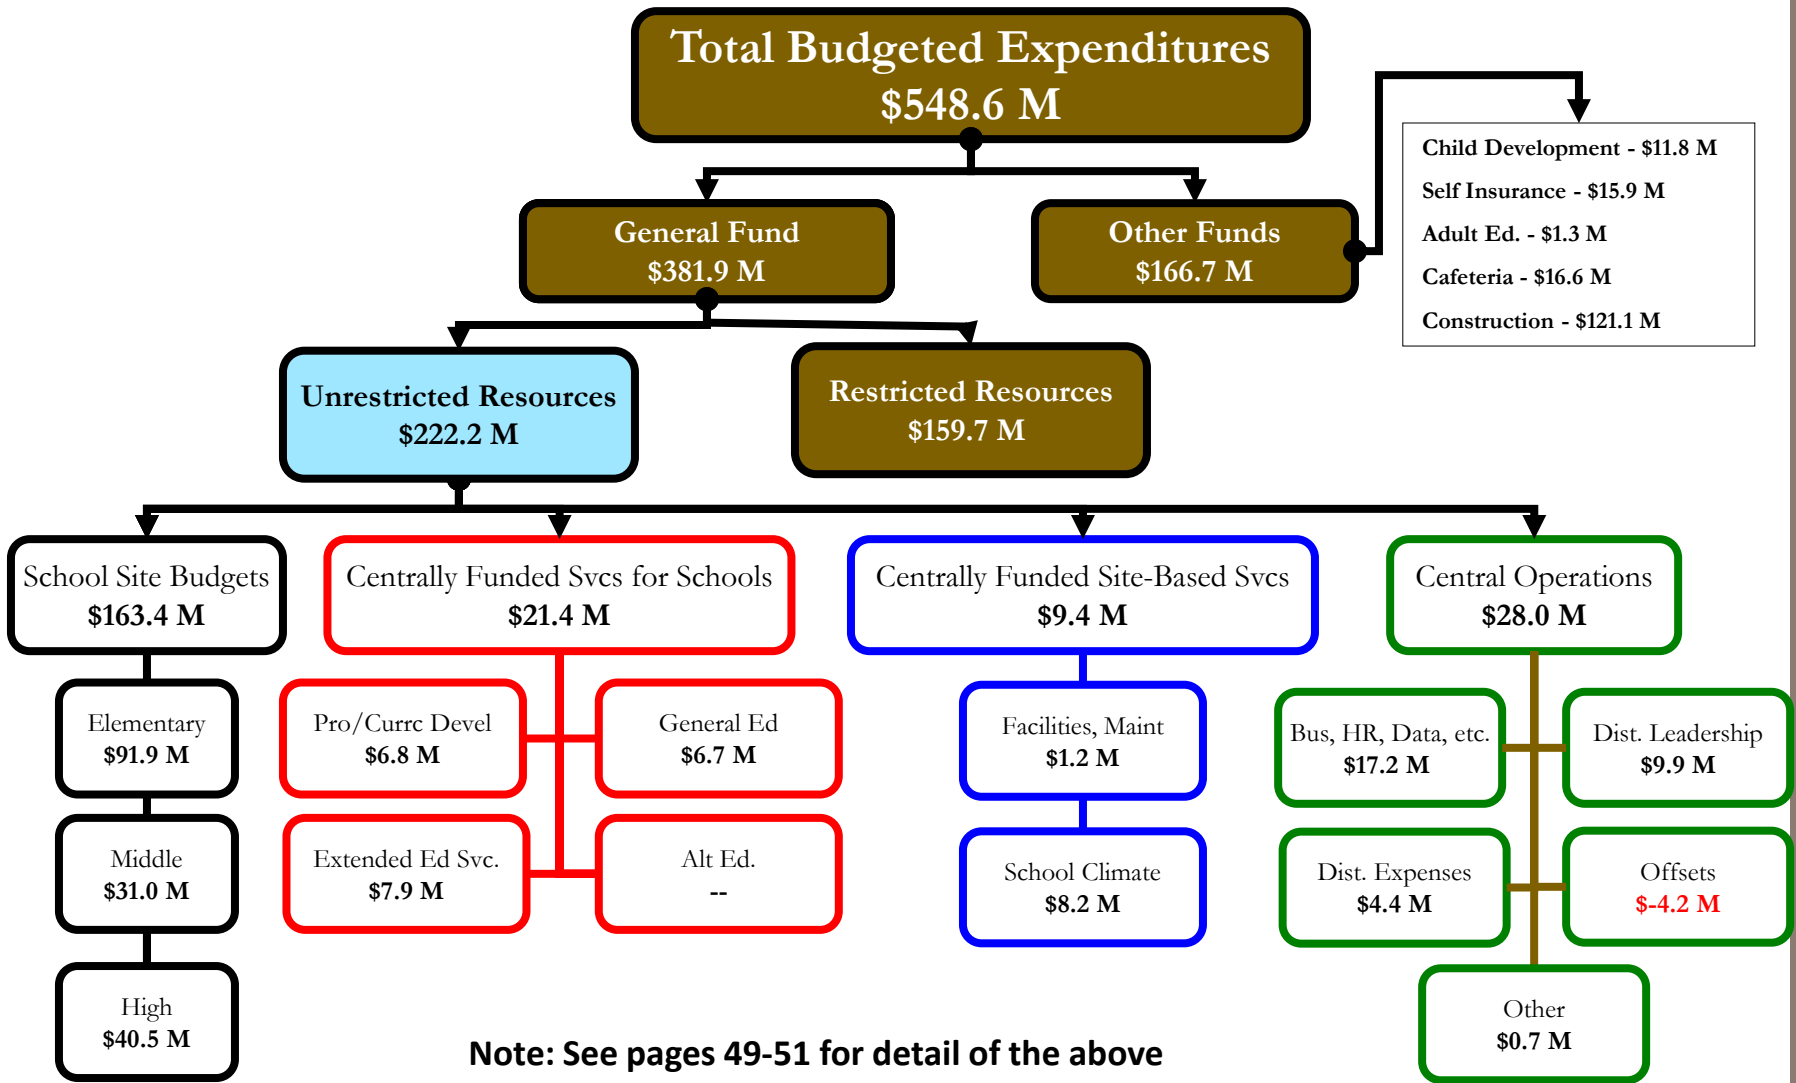 Total Budgeted Expenditures
$548.6 M
Child Development - $11.8 M
Self Insurance - $15.9 M
Adult Ed. - $1.3 M
Cafeteria - $16.6 M
Construction - $121.1 M
General Fund
$381.9 M
Other Funds
$166.7 M
Unrestricted Resources
$222.2 M
Restricted Resources
$159.7 M
School Site Budgets
$163.4 M
Centrally Funded Svcs for Schools
$21.4 M
Centrally Funded Site-Based Svcs
$9.4 M
Central Operations
$28.0 M
Elementary
$91.9 M
Pro/Currc Devel
$6.8 M
General Ed
$6.7 M
Facilities, Maint
$1.2 M
Bus, HR, Data, etc.
$17.2 M
Dist. Leadership
$9.9 M
Middle
$31.0 M
Extended Ed Svc.
$7.9 M
Alt Ed.
--
School Climate
$8.2 M
Dist. Expenses
$4.4 M
Offsets
$-4.2 M
High
$40.5 M
Other
$0.7 M
Note: See pages 49-51 for detail of the above